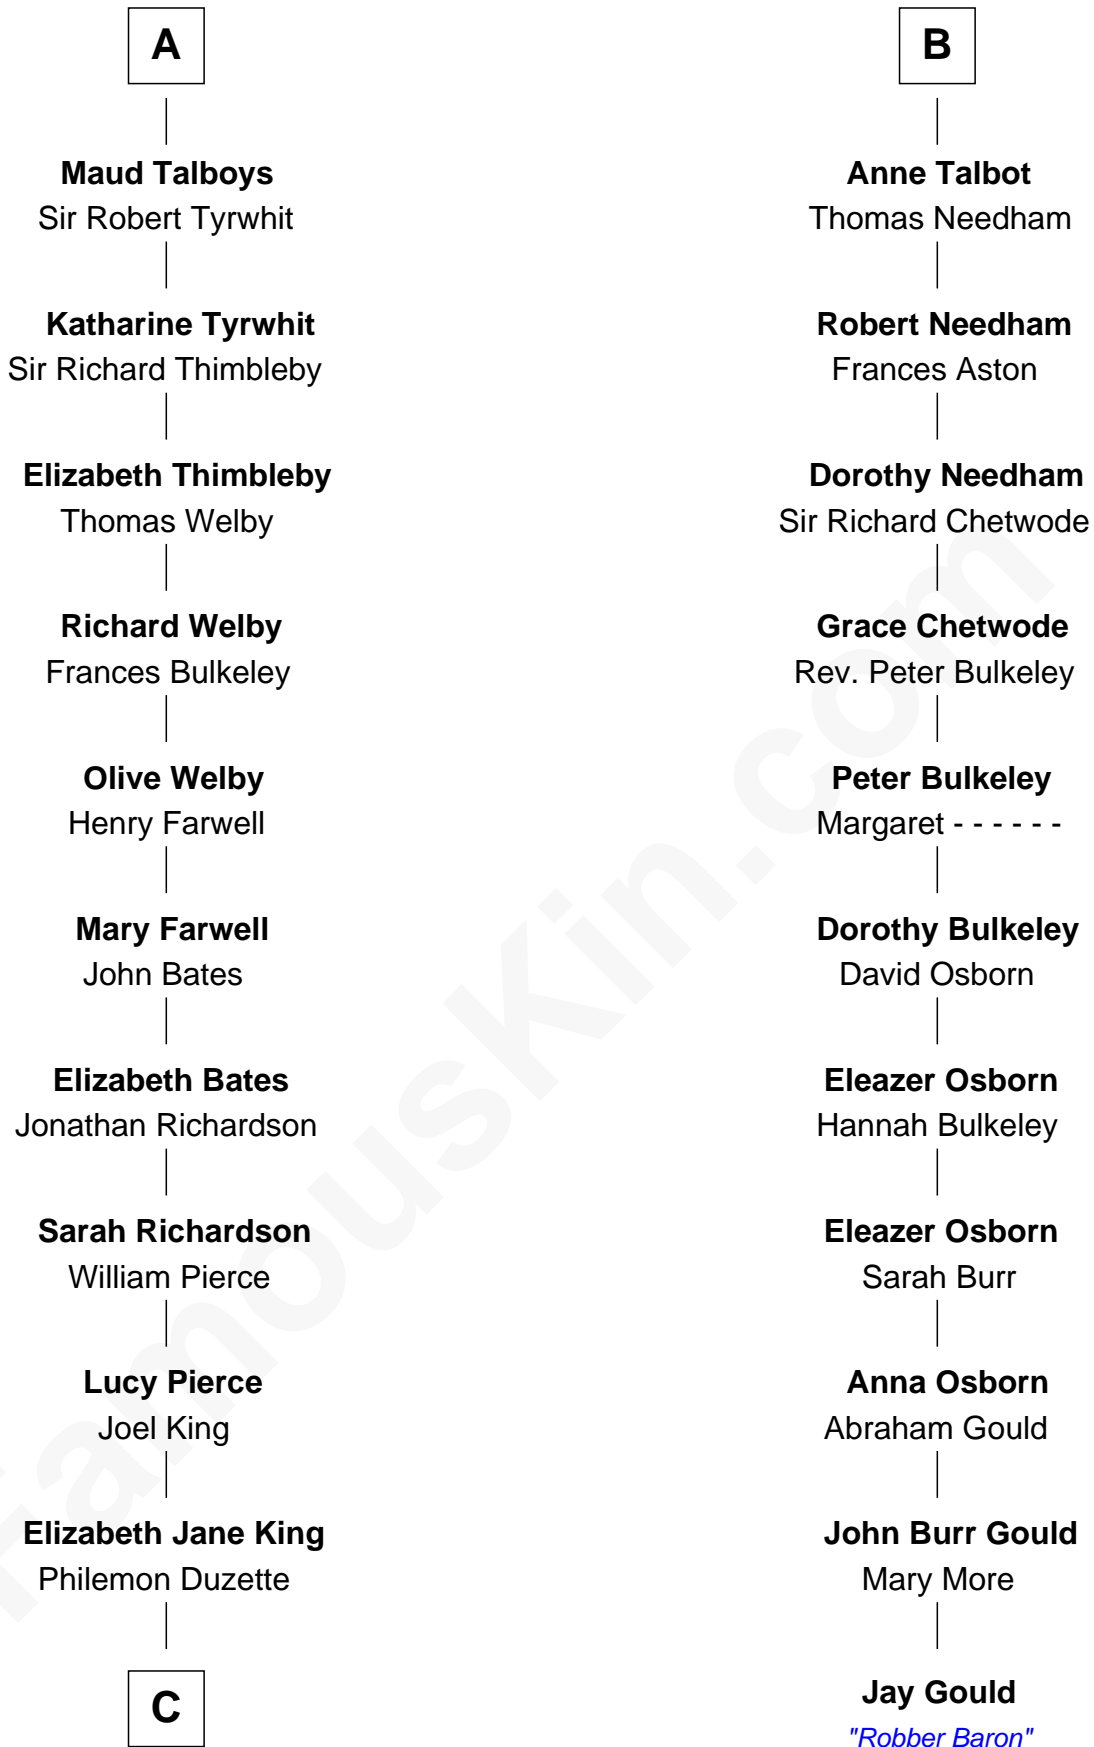 A
Maud Talboys
Sir Robert Tyrwhit
Katharine Tyrwhit
Sir Richard Thimbleby
Elizabeth Thimbleby
Thomas Welby
Richard Welby
Frances Bulkeley
Olive Welby
Henry Farwell
Mary Farwell
John Bates
Elizabeth Bates
Jonathan Richardson
Sarah Richardson
William Pierce
Lucy Pierce
Joel King
Elizabeth Jane King
Philemon Duzette
C
B
Anne Talbot
Thomas Needham
Robert Needham
Frances Aston
Dorothy Needham
Sir Richard Chetwode
Grace Chetwode
Rev. Peter Bulkeley
Peter Bulkeley
Margaret - - - - - -
Dorothy Bulkeley
David Osborn
Eleazer Osborn
Hannah Bulkeley
Eleazer Osborn
Sarah Burr
Anna Osborn
Abraham Gould
John Burr Gould
Mary More
Jay Gould
"Robber Baron"
FamousKin.com